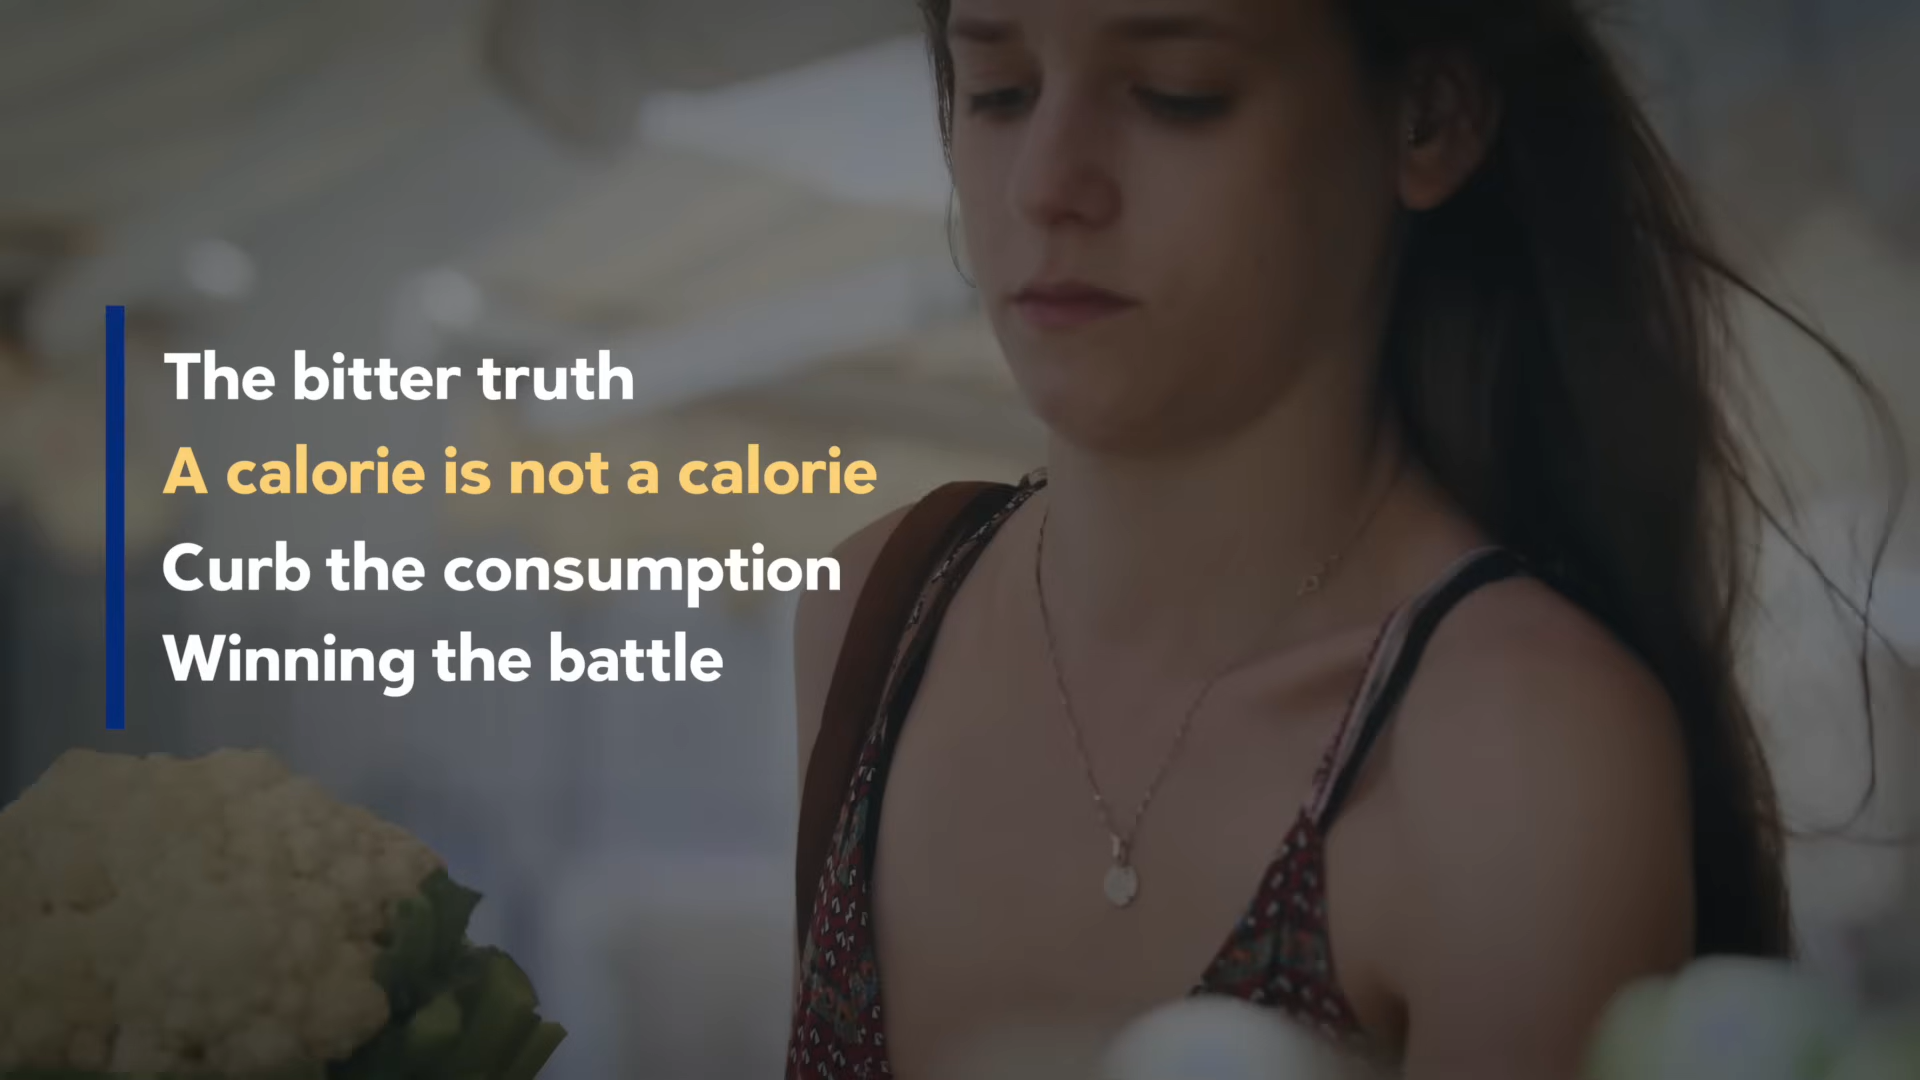 The bitter truth
A calorie is not a calorie
Curb the consumption
Winning the battle